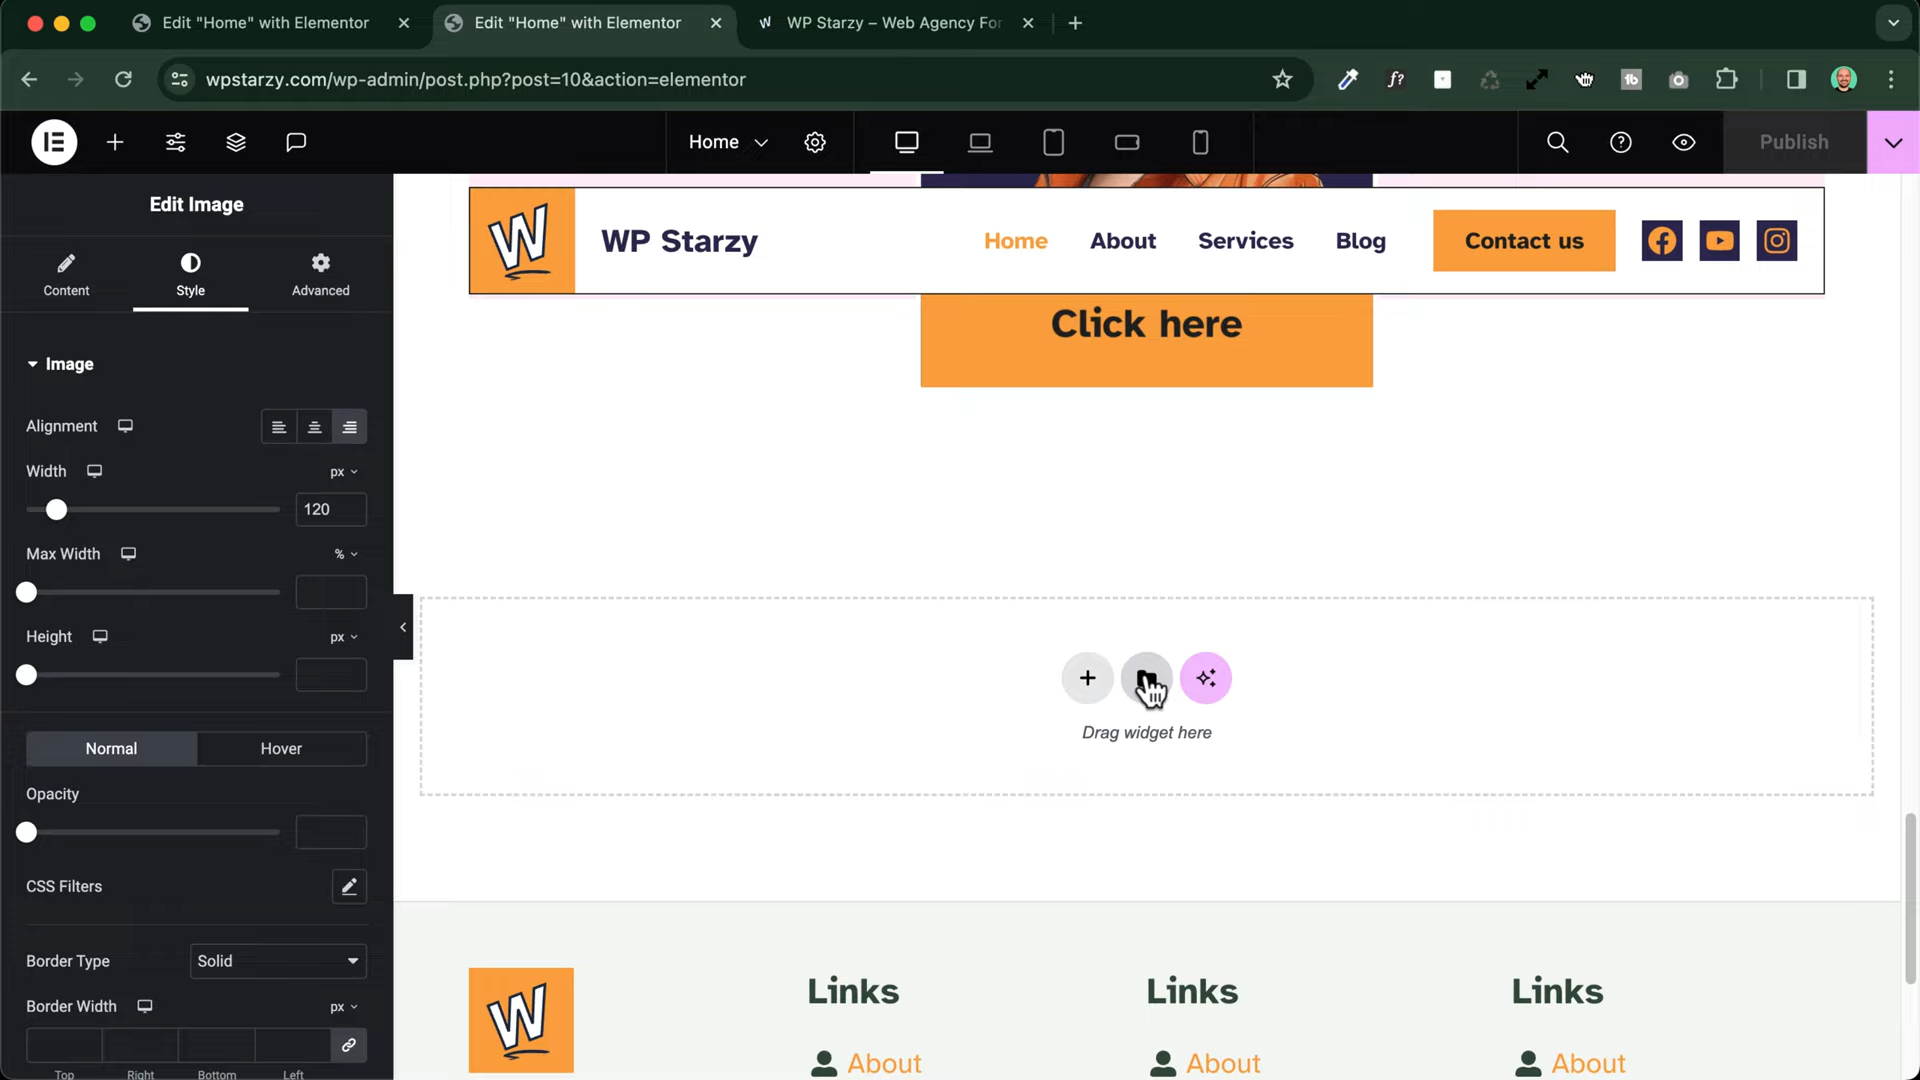 Edit "Home" with Elementor
Edit "Home" with Elementor
WP Starzy – Web Agency For
wpstarzy.com/wp-admin/post.php?post=10&action=elementor
f?
tb
Home
Publish
Edit Image
Content
Style
Advanced
Image
Alignment
Width
px
120
Max Width
%
Height
px
Normal
Hover
Opacity
CSS Filters
Border Type
Solid
Border Width
px
Top
Right
Bottom
Left
W
WP Starzy
Home
About
Services
Blog
Contact us
Click here
Drag widget here
W
Links
Links
Links
About
About
About